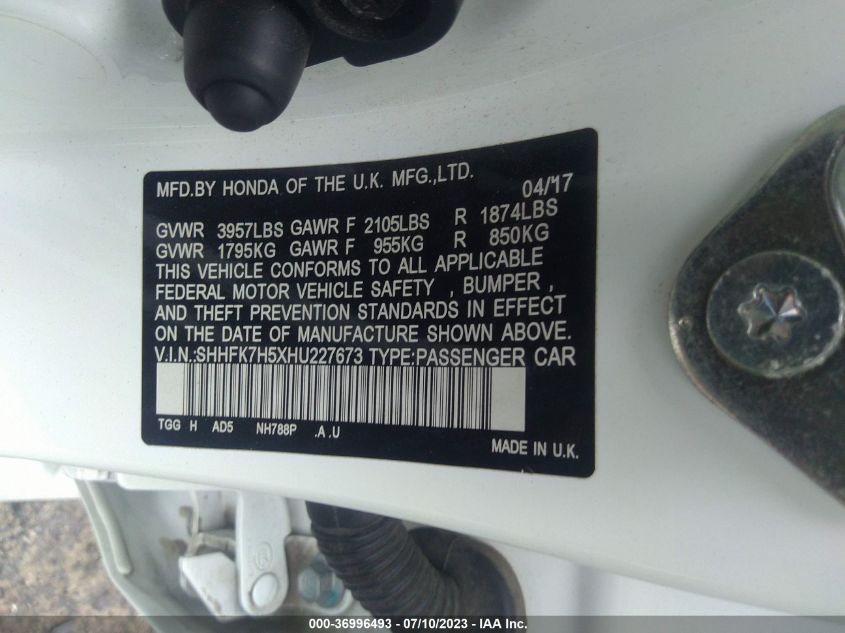 MFD.BY HONDA OF THE U.K. MFG.,LTD. 04/'17
GVWR 3957LBS GAWR F 2105LBS R 1874LBS
GVWR 1795KG GAWR F 955KG R 850KG
THIS VEHICLE CONFORMS TO ALL APPLICABLE
FEDERAL MOTOR VEHICLE SAFETY , BUMPER ,
AND THEFT PREVENTION STANDARDS IN EFFECT
ON THE DATE OF MANUFACTURE SHOWN ABOVE.
V.I.N.:SHHFK7H5XHU227673 TYPE:PASSENGER CAR
TGG H AD5 NH788P .A .U
MADE IN U.K.
000-36996493 - 07/10/2023 - IAA Inc.